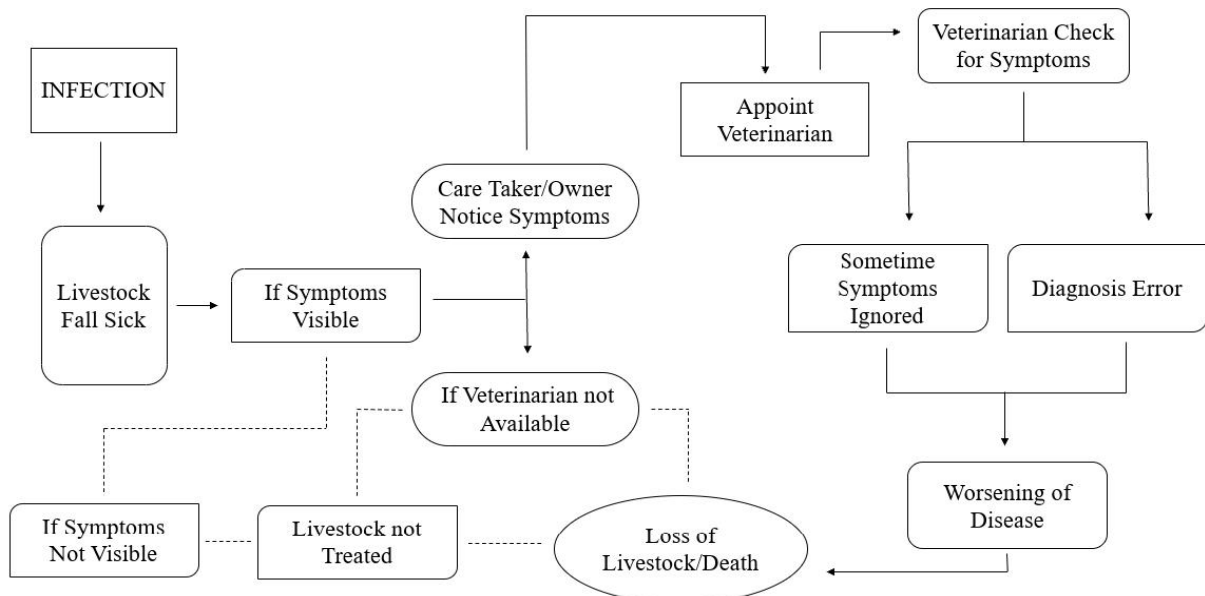 INFECTION
Livestock
Fall Sick
If Symptoms
Visible
Care Taker/Owner
Notice Symptoms
Appoint
Veterinarian
Veterinarian Check
for Symptoms
Sometime
Symptoms
Ignored
Diagnosis Error
If Veterinarian not
Available
If Symptoms
Not Visible
Livestock not
Treated
Loss of
Livestock/Death
Worsening of
Disease